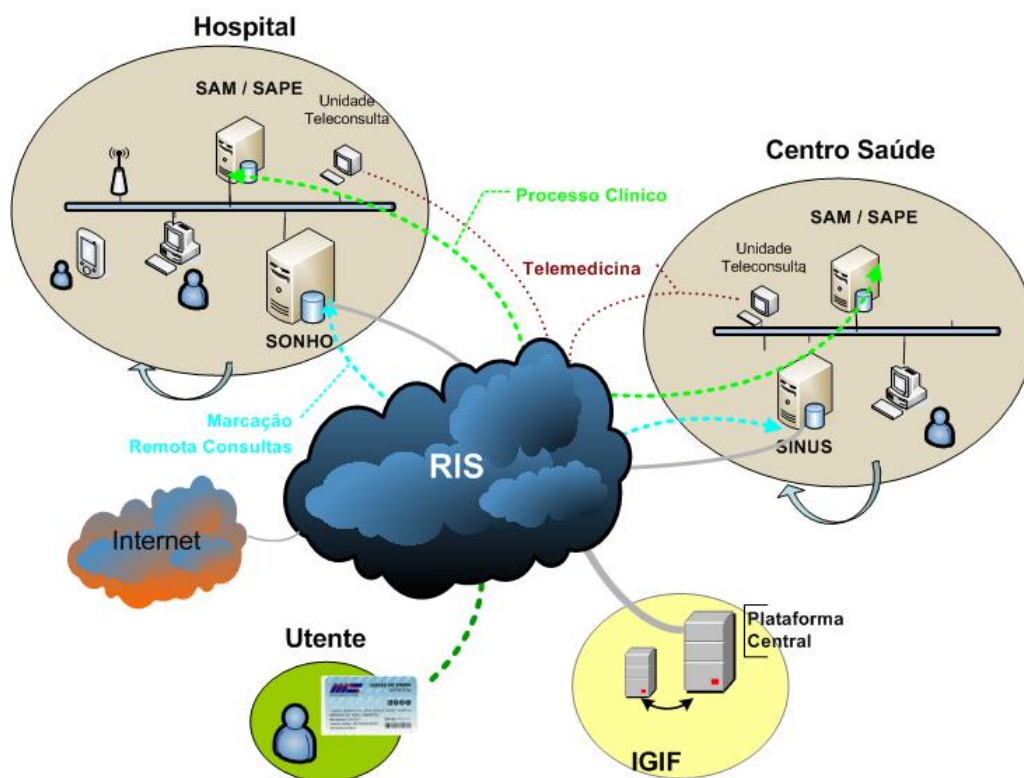 Hospital
SAM / SAPE
Unidade
Teleconsulta
SONHO
Processo Clínico
Telemedicina
Marcação
Remota Consultas
Centro Saúde
SAM / SAPE
Unidade
Teleconsulta
SINUS
RIS
Internet
Utente
Plataforma
Central
IGIF